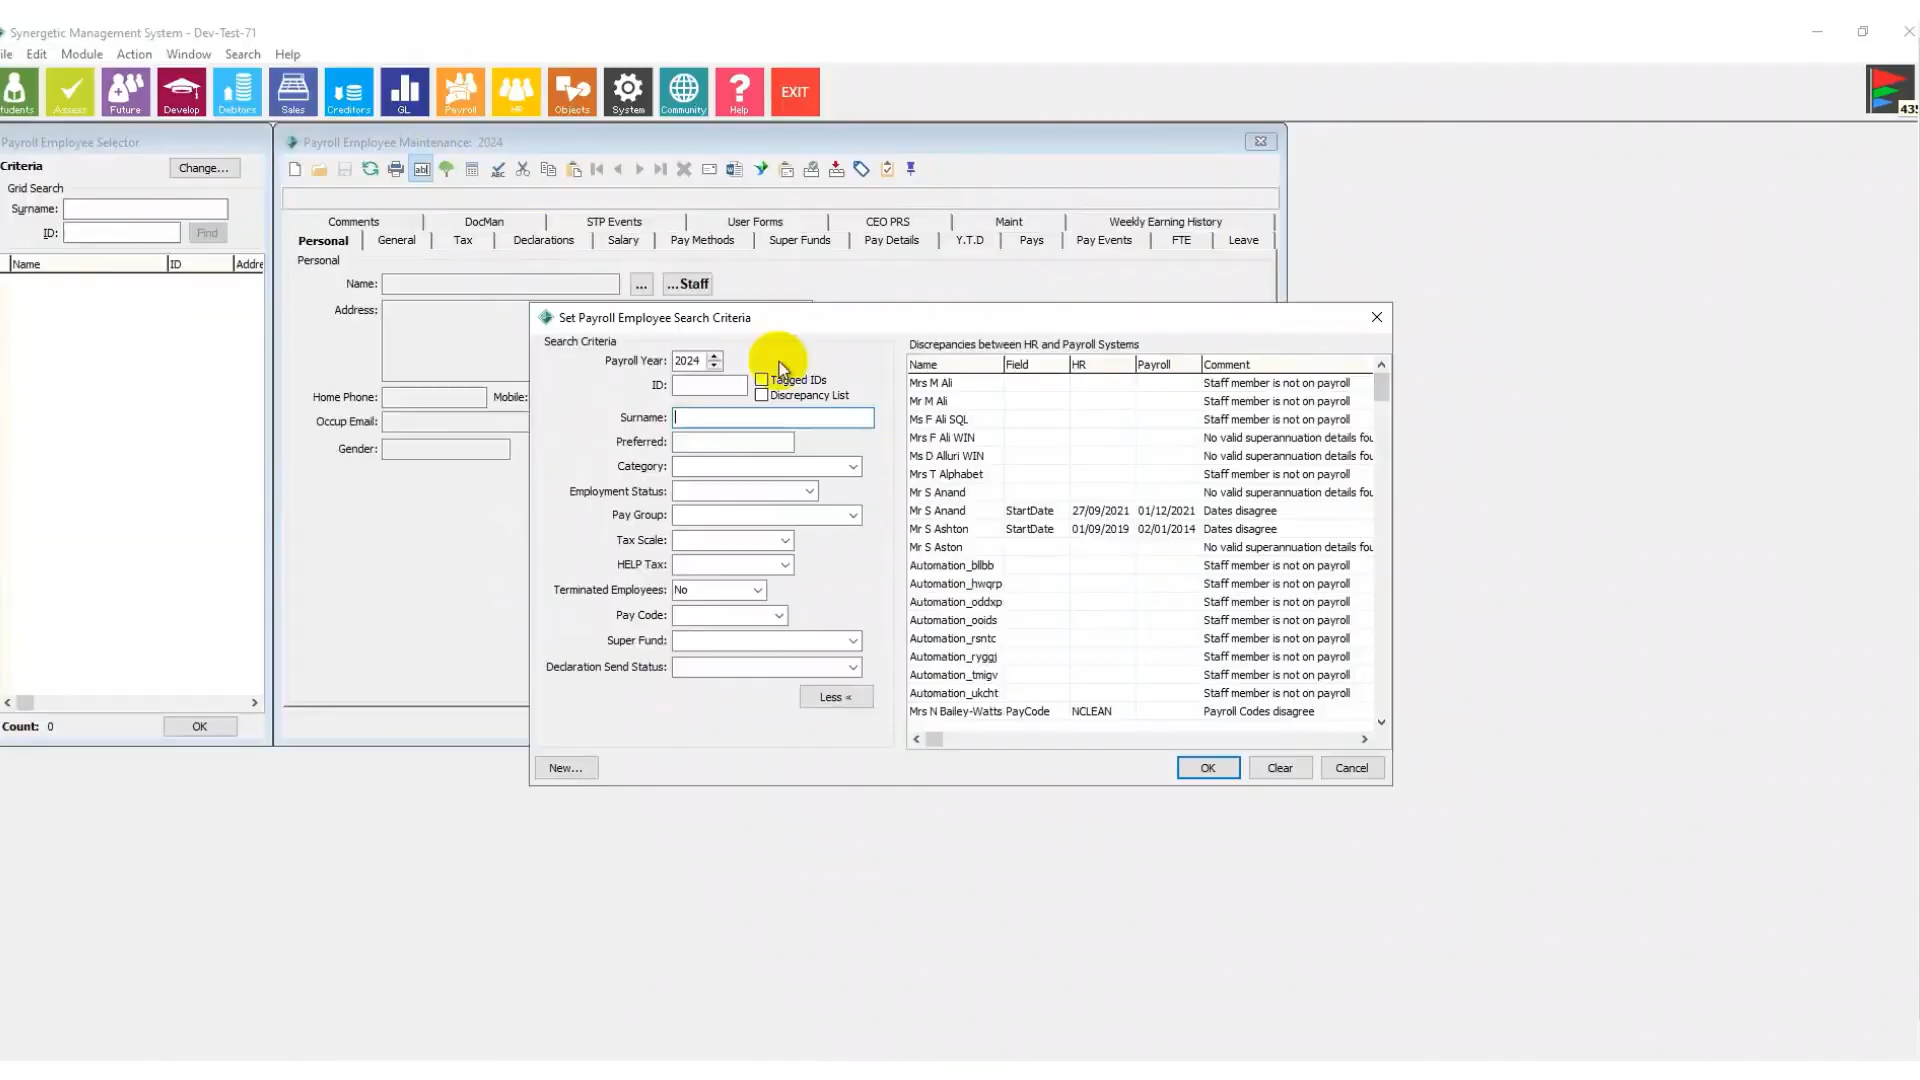 Synergetic Management System - Dev-Test-71
ile Edit Module Action Window Search Help
tudents Assess Future Develop Debtors Sales Creditors GL Payroll HR Objects System Community Help EXIT
435
Payroll Employee Selector
Criteria
Change...
Grid Search
Surname:
ID:
Find
Name ID Addre
Count: 0
OK
Payroll Employee Maintenance: 2024
Comments DocMan STP Events User Forms CEO PRS Maint Weekly Earning History
Personal General Tax Declarations Salary Pay Methods Super Funds Pay Details Y.T.D Pays Pay Events FTE Leave
Personal
Name:
... ...Staff
Address:
Home Phone: Mobile:
Occup Email:
Gender:
Set Payroll Employee Search Criteria
Search Criteria
Payroll Year: 2024
ID:
Tagged IDs
Discrepancy List
Surname:
Preferred:
Category:
Employment Status:
Pay Group:
Tax Scale:
HELP Tax:
Terminated Employees: No
Pay Code:
Super Fund:
Declaration Send Status:
Less «
Discrepancies between HR and Payroll Systems
Name Field HR Payroll Comment
Mrs M Ali Staff member is not on payroll
Mr M Ali Staff member is not on payroll
Ms F Ali SQL Staff member is not on payroll
Mrs F Ali WIN No valid superannuation details fou
Ms D Alluri WIN No valid superannuation details fou
Mrs T Alphabet Staff member is not on payroll
Mr S Anand No valid superannuation details fou
Mr S Anand StartDate 27/09/2021 01/12/2021 Dates disagree
Mr S Ashton StartDate 01/09/2019 02/01/2014 Dates disagree
Mr S Aston No valid superannuation details fou
Automation_bllbb Staff member is not on payroll
Automation_hwqrp Staff member is not on payroll
Automation_oddxp Staff member is not on payroll
Automation_ooids Staff member is not on payroll
Automation_rsntc Staff member is not on payroll
Automation_ryggj Staff member is not on payroll
Automation_tmigv Staff member is not on payroll
Automation_ukcht Staff member is not on payroll
Mrs N Bailey-Watts PayCode NCLEAN Payroll Codes disagree
New... OK Clear Cancel